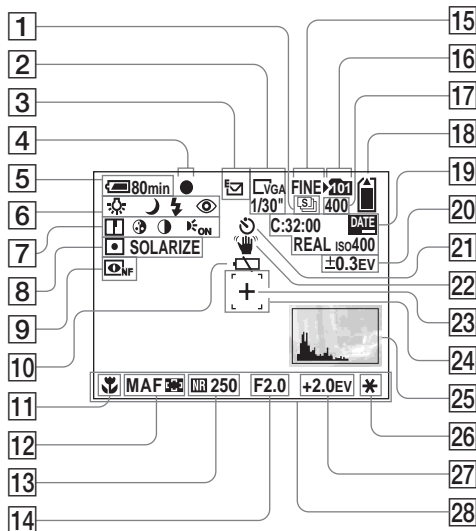 1
2
3
4
5
6
7
8
9
10
11
12
13
14
15
16
17
18
19
20
21
22
23
24
25
26
27
28
80min
E
VGA
FINE
101
1/30"
S
400
ON
C:32:00
DATE
SOLARIZE
REAL ISO400
NF
±0.3EV
MAF
NR 250
F2.0
+2.0EV